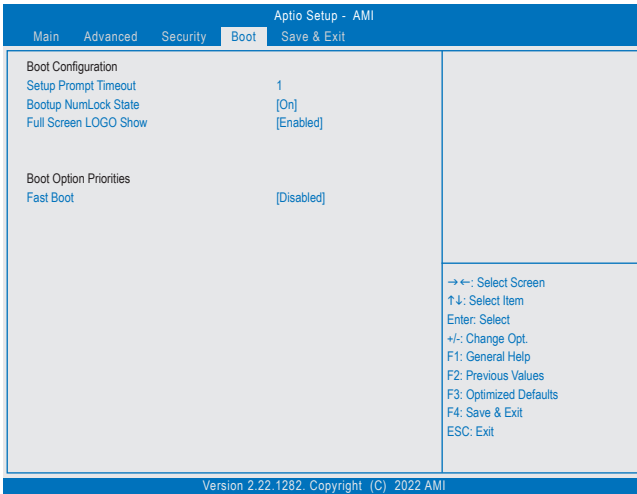 Aptio Setup - AMI
Main Advanced Security Boot Save & Exit
Boot Configuration
Setup Prompt Timeout 1
Bootup NumLock State [On]
Full Screen LOGO Show [Enabled]
Boot Option Priorities
Fast Boot [Disabled]
→←: Select Screen
↑↓: Select Item
Enter: Select
+/-: Change Opt.
F1: General Help
F2: Previous Values
F3: Optimized Defaults
F4: Save & Exit
ESC: Exit
Version 2.22.1282. Copyright (C) 2022 AMI